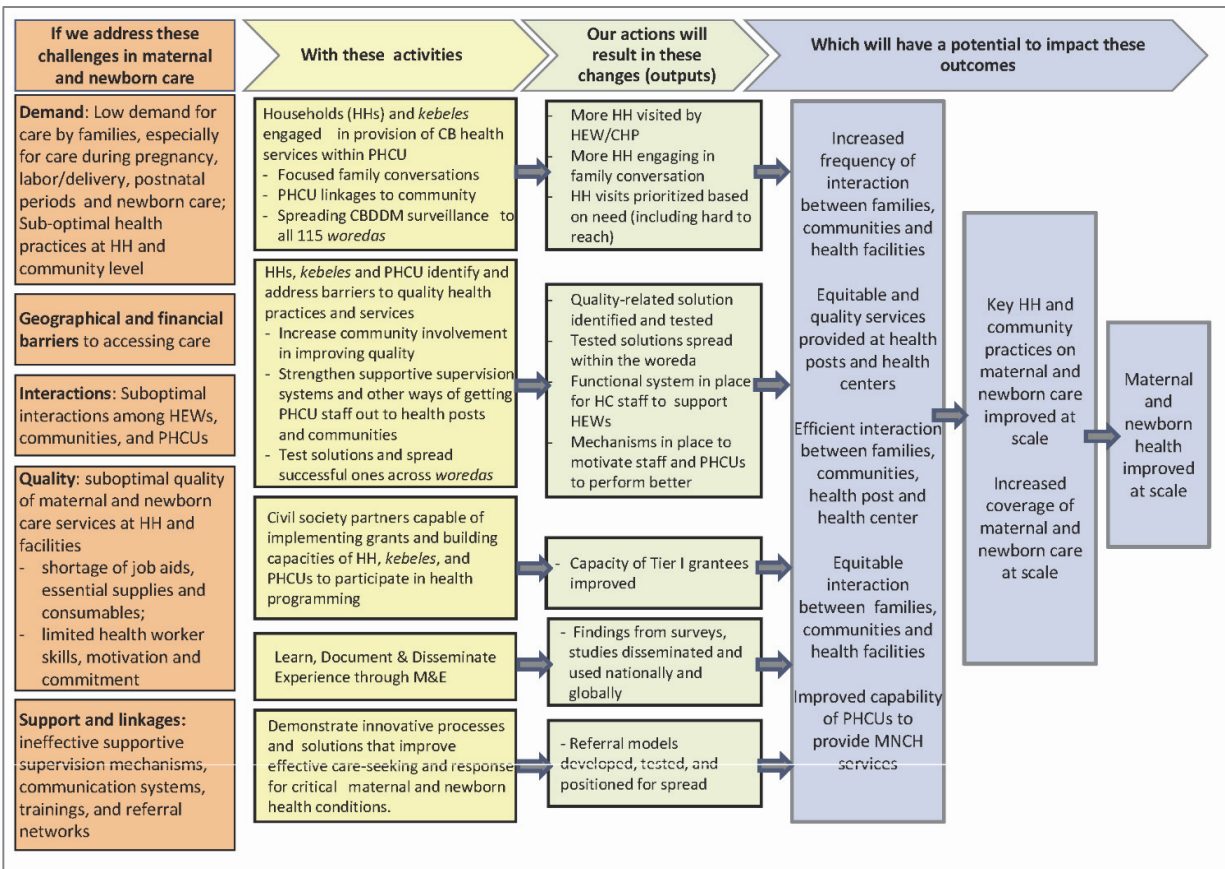 If we address these
challenges in maternal
and newborn care
With these activities
Our actions will
result in these
changes (outputs)
Which will have a potential to impact these
outcomes
Demand: Low demand for
care by families, especially
for care during pregnancy,
labor/delivery, postnatal
periods and newborn care;
Sub-optimal health
practices at HH and
community level
Geographical and financial
barriers to accessing care
Interactions: Suboptimal
interactions among HEWs,
communities, and PHCUs
Quality: suboptimal quality
of maternal and newborn
care services at HH and
facilities
- shortage of job aids,
essential supplies and
consumables;
- limited health worker
skills, motivation and
commitment
Support and linkages:
ineffective supportive
supervision mechanisms,
communication systems,
trainings, and referral
networks
Households (HHs) and kebeles
engaged in provision of CB health
services within PHCU
- Focused family conversations
- PHCU linkages to community
- Spreading CBDDM surveillance to
all 115 woredas
HHs, kebeles and PHCU identify and
address barriers to quality health
practices and services
- Increase community involvement
in improving quality
- Strengthen supportive supervision
systems and other ways of getting
PHCU staff out to health posts
and communities
- Test solutions and spread
successful ones across woredas
Civil society partners capable of
implementing grants and building
capacities of HH, kebeles, and
PHCUs to participate in health
programming
Learn, Document & Disseminate
Experience through M&E
Demonstrate innovative processes
and solutions that improve
effective care-seeking and response
for critical maternal and newborn
health conditions.
- More HH visited by
HEW/CHP
- More HH engaging in
family conversation
- HH visits prioritized based
on need (including hard to
reach)
- Quality-related solution
identified and tested
- Tested solutions spread
within the woreda
- Functional system in place
for HC staff to support
HEWs
- Mechanisms in place to
motivate staff and PHCUs
to perform better
- Capacity of Tier I grantees
improved
- Findings from surveys,
studies disseminated and
used nationally and
globally
- Referral models
developed, tested, and
positioned for spread
Increased
frequency of
interaction
between families,
communities and
health facilities
Equitable and
quality services
provided at health
posts and health
centers
Efficient interaction
between families,
communities,
health post and
health center
Equitable
interaction
between families,
communities and
health facilities
Improved capability
of PHCUs to
provide MNCH
services
Key HH and
community
practices on
maternal and
newborn care
improved at
scale
Increased
coverage of
maternal and
newborn care
at scale
Maternal
and
newborn
health
improved
at scale